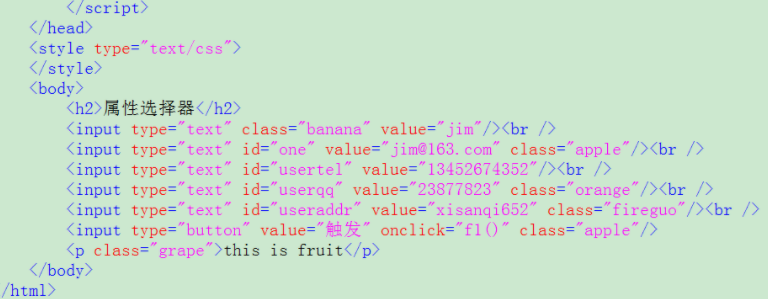 </script>
</head>
<style type="text/css">
</style>
<body>
<h2>属性选择器</h2>
<input type="text" class="banana" value="jim"/><br />
<input type="text" id="one" value="jim@163.com" class="apple"/><br />
<input type="text" id="usertel" value="13452674352"/><br />
<input type="text" id="userqq" value="23877823" class="orange"/><br />
<input type="text" id="useraddr" value="xisanqi652" class="fireguo"/><br />
<input type="button" value="触发" onclick="f1()" class="apple"/>
<p class="grape">this is fruit</p>
</body>
/html>